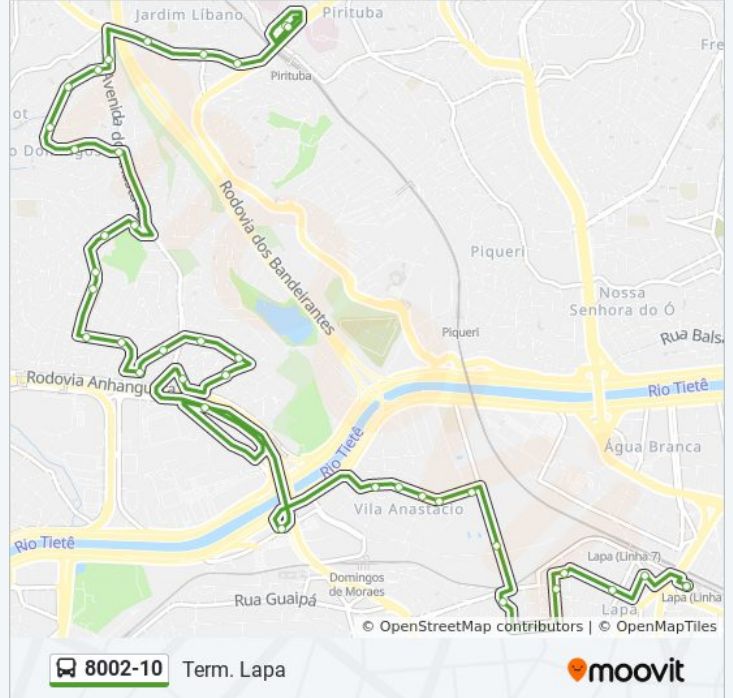 Jardim Líbano
Pirituba
Fre
Pirituba
Avenida do
ot
o Domingos
Rodovia dos Bandeirantes
Piqueri
Nossa
Senhora do Ó
Piqueri
Rua Balsa
Rodovia Anhanguera
Rio Tietê
Rio Tietê
Água Branca
Vila Anastácio
Rio Tietê
Lapa (Linha 7)
Domingos
de Moraes
Rua Guaipá
Lapa
Lapa (Linha
© OpenStreetMap contributors | © OpenMapTiles
8002-10
Term. Lapa
moovit